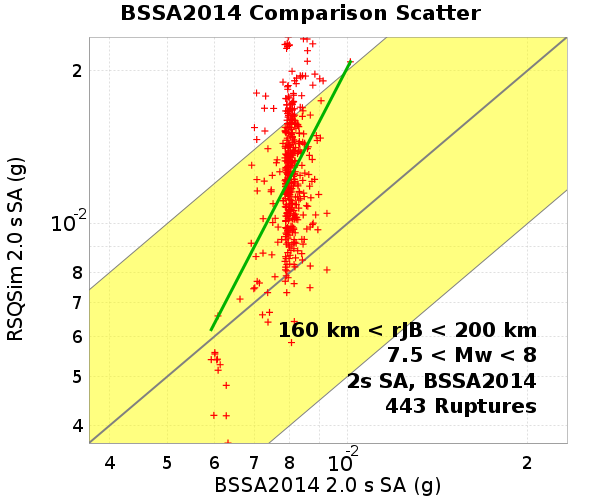 BSSA2014 Comparison Scatter
RSQSim 2.0 s SA (g)
2
10-2
8
7
6
5
4
160 km < rJB < 200 km
7.5 < Mw < 8
2s SA, BSSA2014
443 Ruptures
4 5 6 7 8 10-2 2
BSSA2014 2.0 s SA (g)